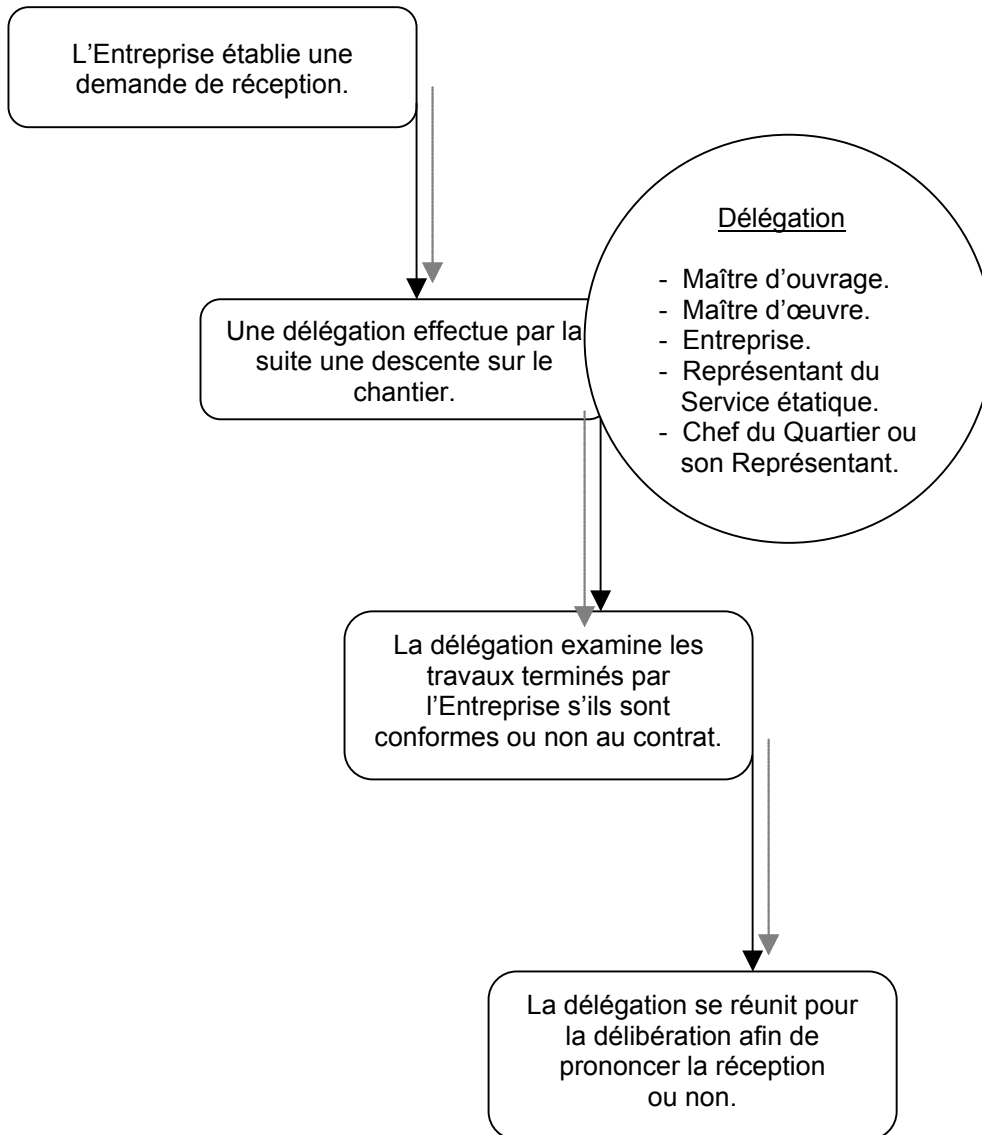 L’Entreprise établie une
demande de réception.
Une délégation effectue par la
suite une descente sur le
chantier.
Délégation
- Maître d’ouvrage.
- Maître d’œuvre.
- Entreprise.
- Représentant du
Service étatique.
- Chef du Quartier ou
son Représentant.
La délégation examine les
travaux terminés par
l’Entreprise s’ils sont
conformes ou non au contrat.
La délégation se réunit pour
la délibération afin de
prononcer la réception
ou non.